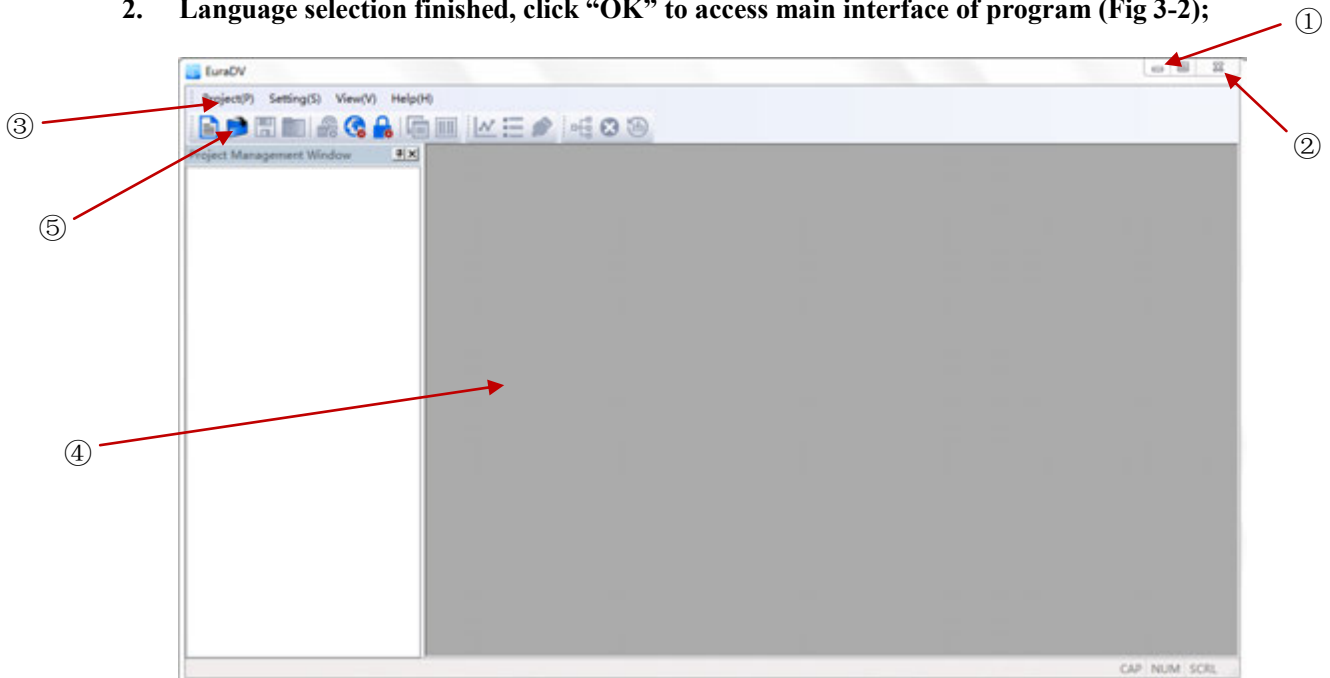 2. Language selection finished, click “OK” to access main interface of program (Fig 3-2);
①
EuraDV
Project(P) Setting(S) View(V) Help(H)
③
②
Project Management Window
⑤
④
CAP NUM SCRL